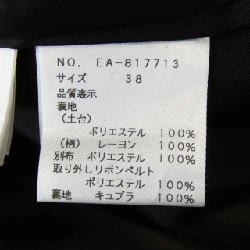 NO. EA-817713
サイズ 38
品質表示
裏地
(土台)
ポリエステル 100%
(柄) レーヨン 100%
別布 ポリエステル 100%
取り外しリボンベルト
ポリエステル 100%
裏地 キュプラ 100%